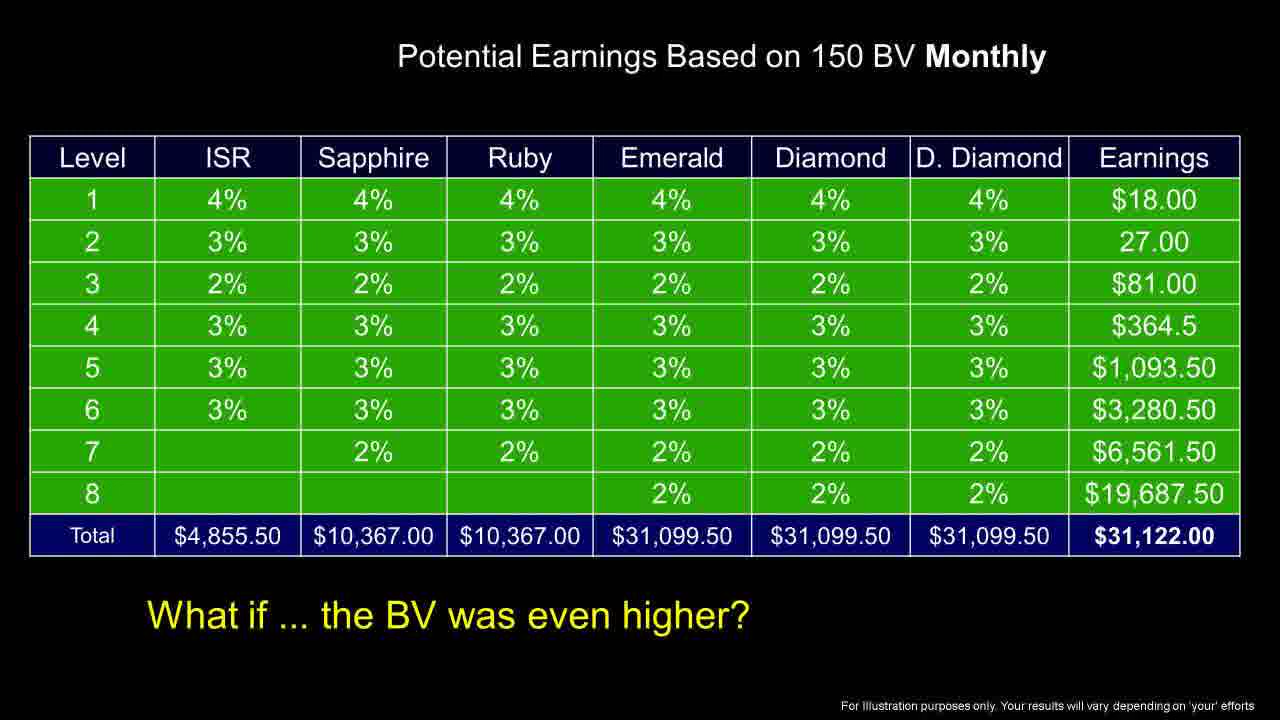 Potential Earnings Based on 150 BV Monthly
Level ISR Sapphire Ruby Emerald Diamond D. Diamond Earnings
1 4% 4% 4% 4% 4% 4% $18.00
2 3% 3% 3% 3% 3% 3% 27.00
3 2% 2% 2% 2% 2% 2% $81.00
4 3% 3% 3% 3% 3% 3% $364.5
5 3% 3% 3% 3% 3% 3% $1,093.50
6 3% 3% 3% 3% 3% 3% $3,280.50
7 2% 2% 2% 2% 2% $6,561.50
8 2% 2% 2% $19,687.50
Total $4,855.50 $10,367.00 $10,367.00 $31,099.50 $31,099.50 $31,099.50 $31,122.00
What if ... the BV was even higher?
For Illustration purposes only. Your results will vary depending on 'your' efforts